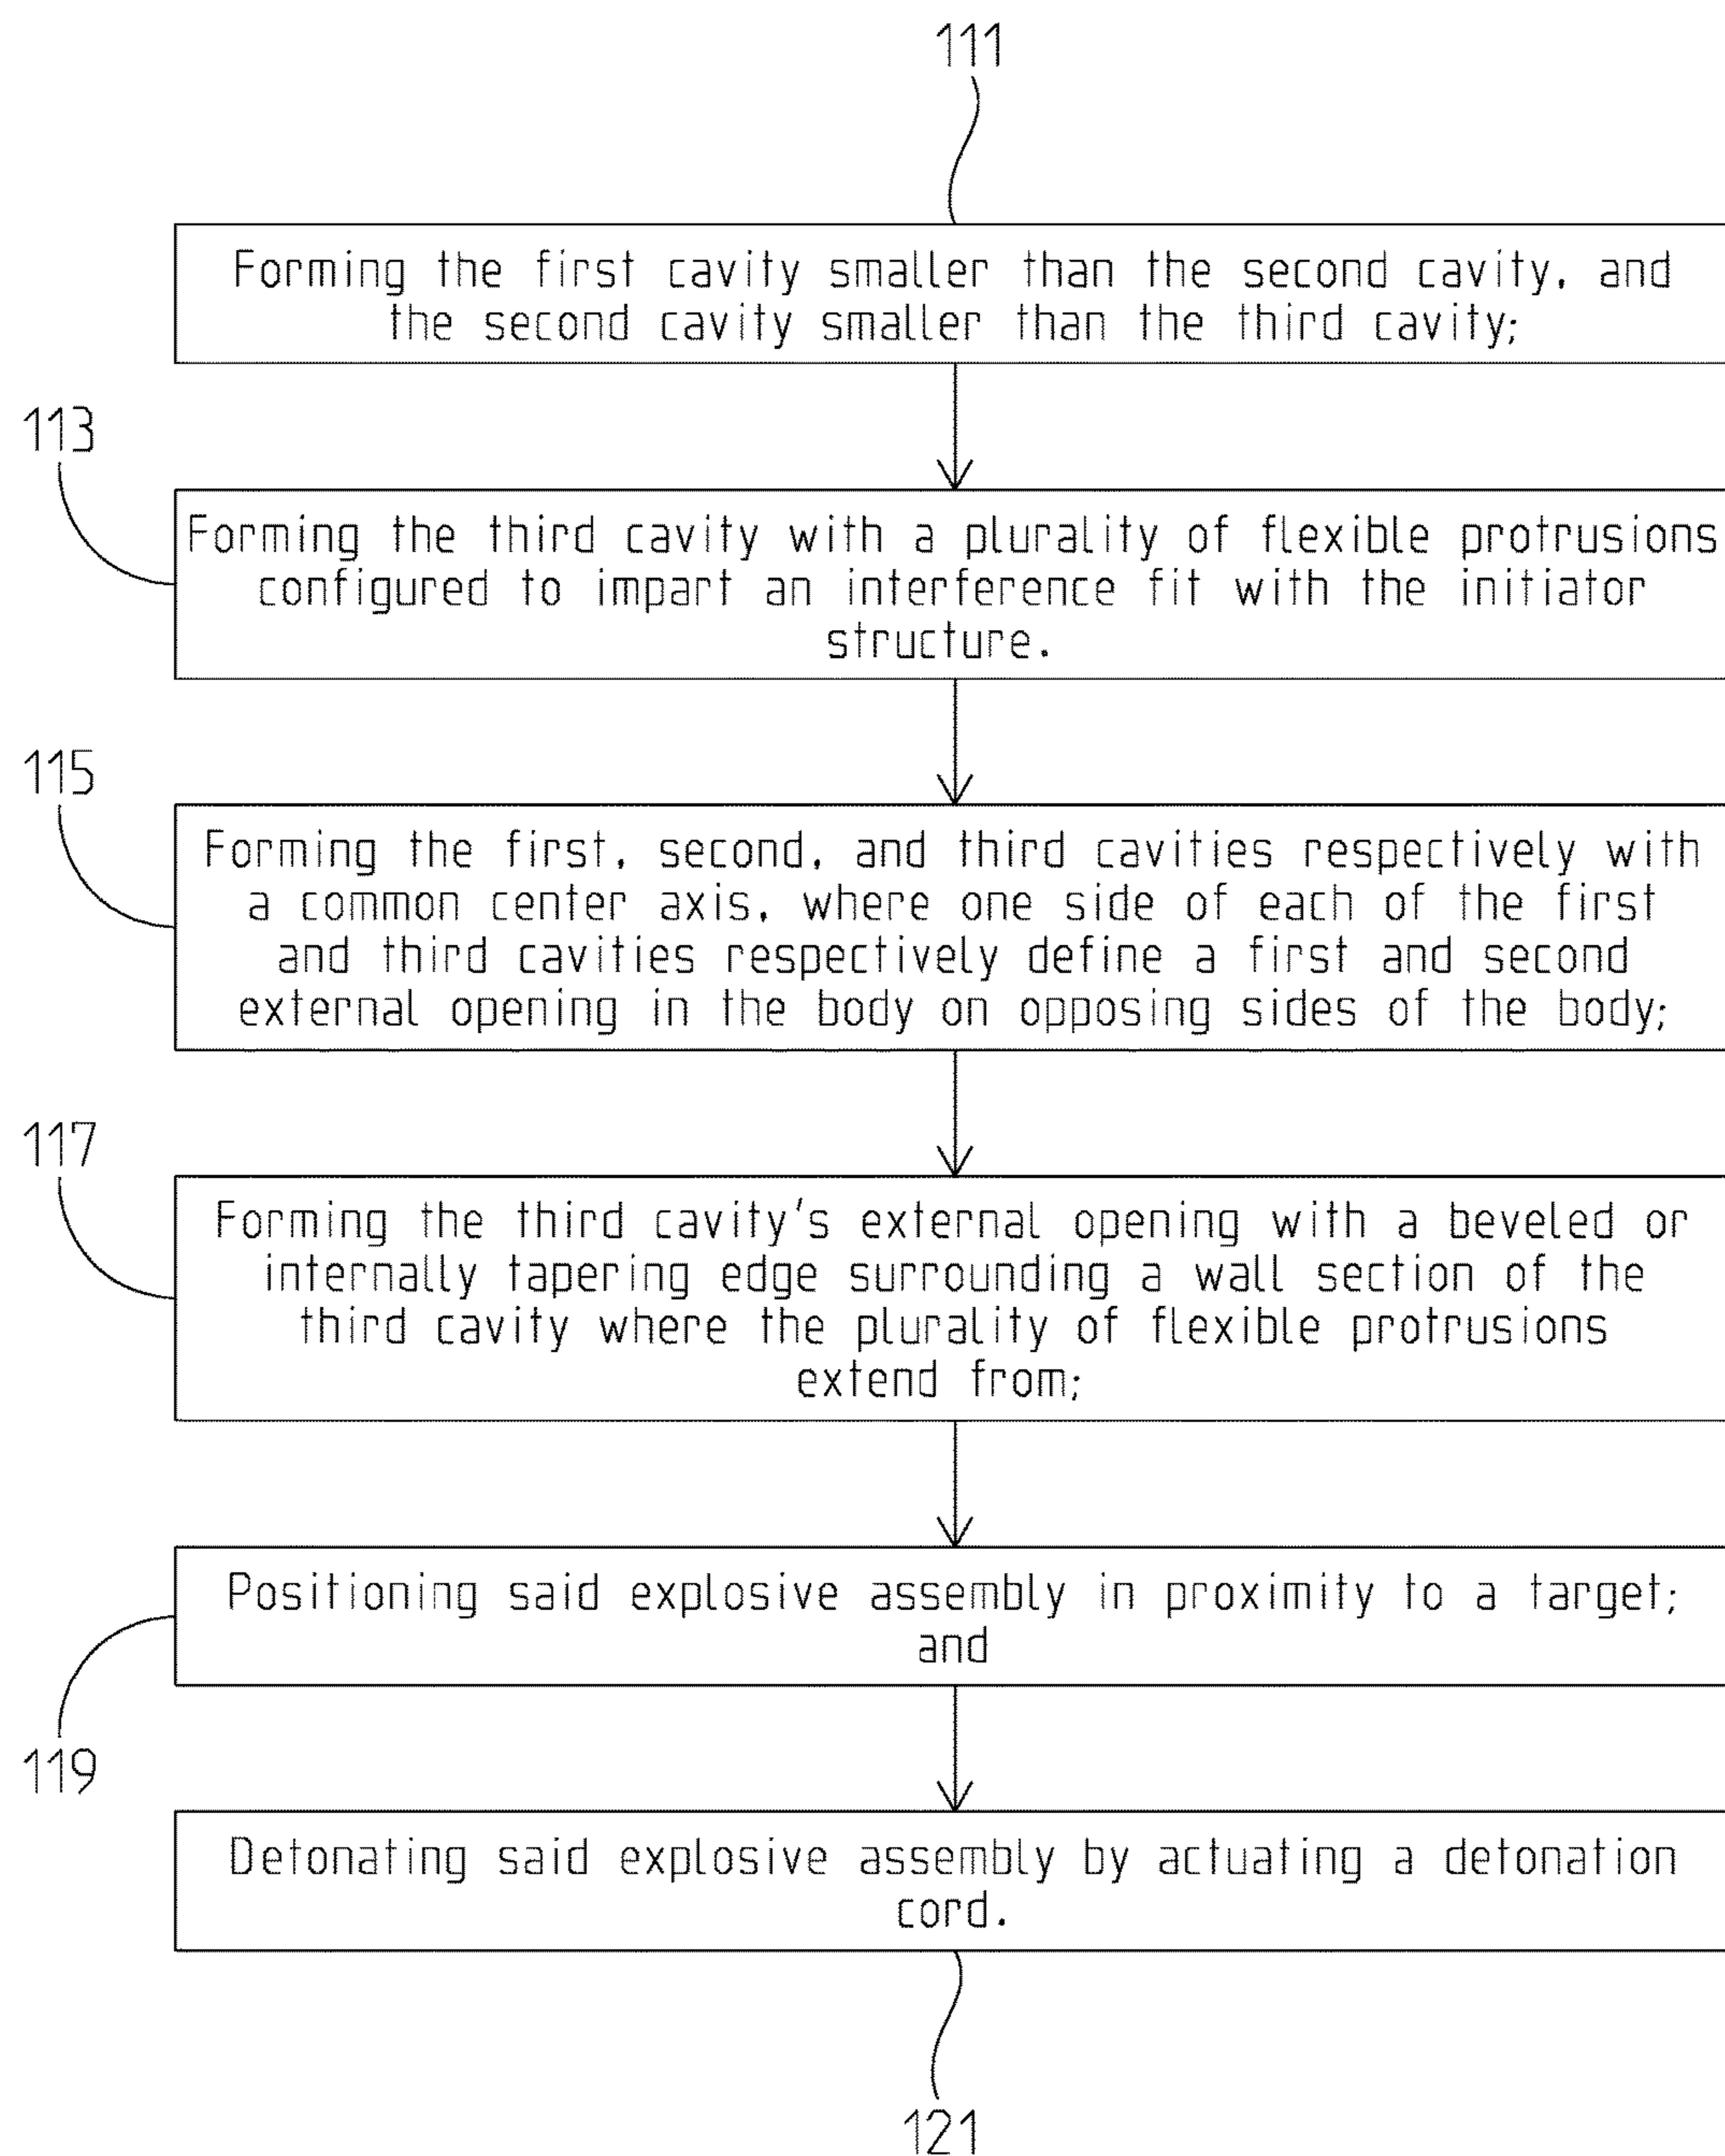 111
Forming the first cavity smaller than the second cavity, and
the second cavity smaller than the third cavity;
113
Forming the third cavity with a plurality of flexible protrusions
configured to impart an interference fit with the initiator
structure.
115
Forming the first, second, and third cavities respectively with
a common center axis, where one side of each of the first
and third cavities respectively define a first and second
external opening in the body on opposing sides of the body;
117
Forming the third cavity's external opening with a beveled or
internally tapering edge surrounding a wall section of the
third cavity where the plurality of flexible protrusions
extend from;
Positioning said explosive assembly in proximity to a target;
and
119
Detonating said explosive assembly by actuating a detonation
cord.
121